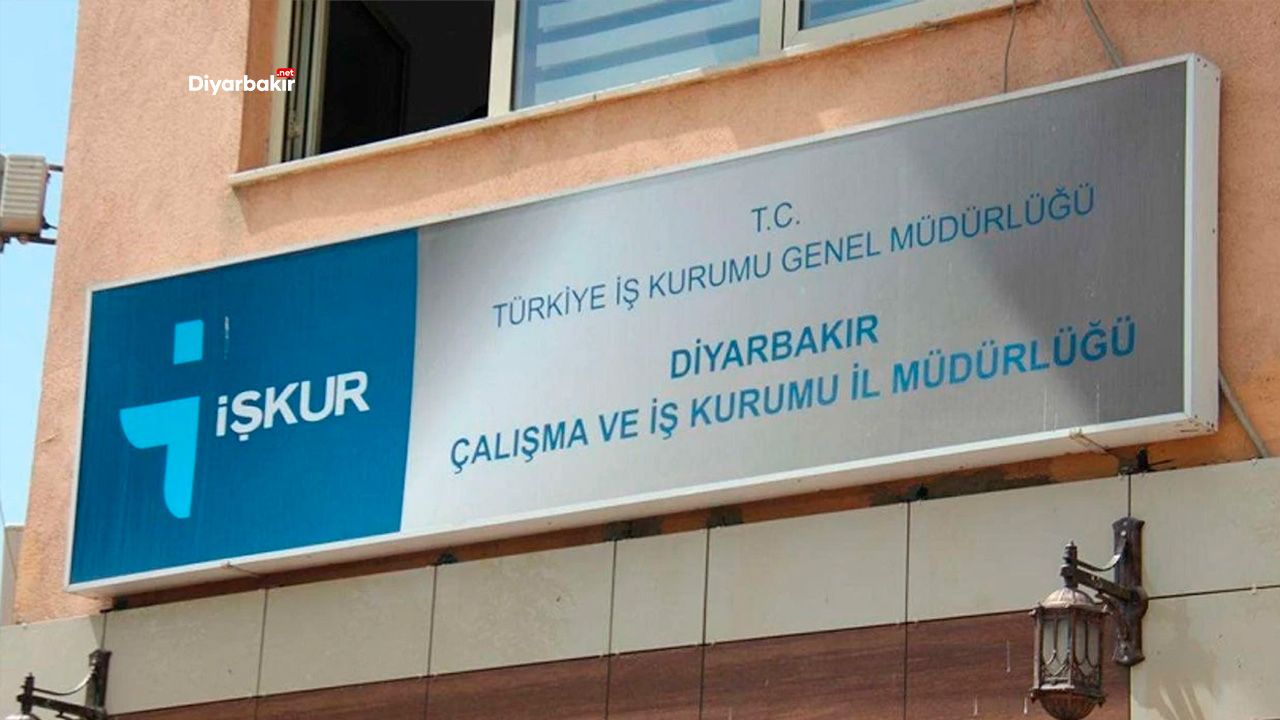 Diyarbakır.net
İŞKUR
T.C.
TÜRKİYE İŞ KURUMU GENEL MÜDÜRLÜĞÜ
DİYARBAKIR
ÇALIŞMA VE İŞ KURUMU İL MÜDÜRLÜĞÜ